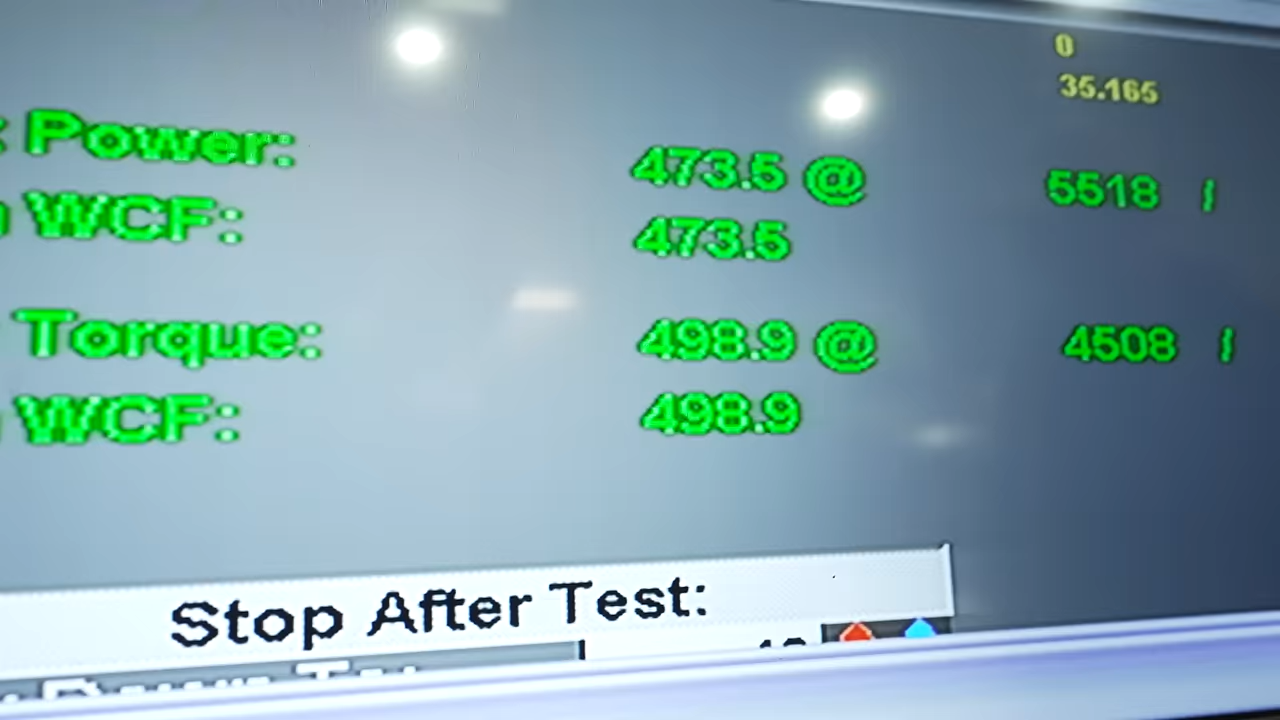 0
35.165
Power: 473.5 @ 5518
WCF: 473.5
Torque: 498.9 @ 4508
WCF: 498.9
Stop After Test: